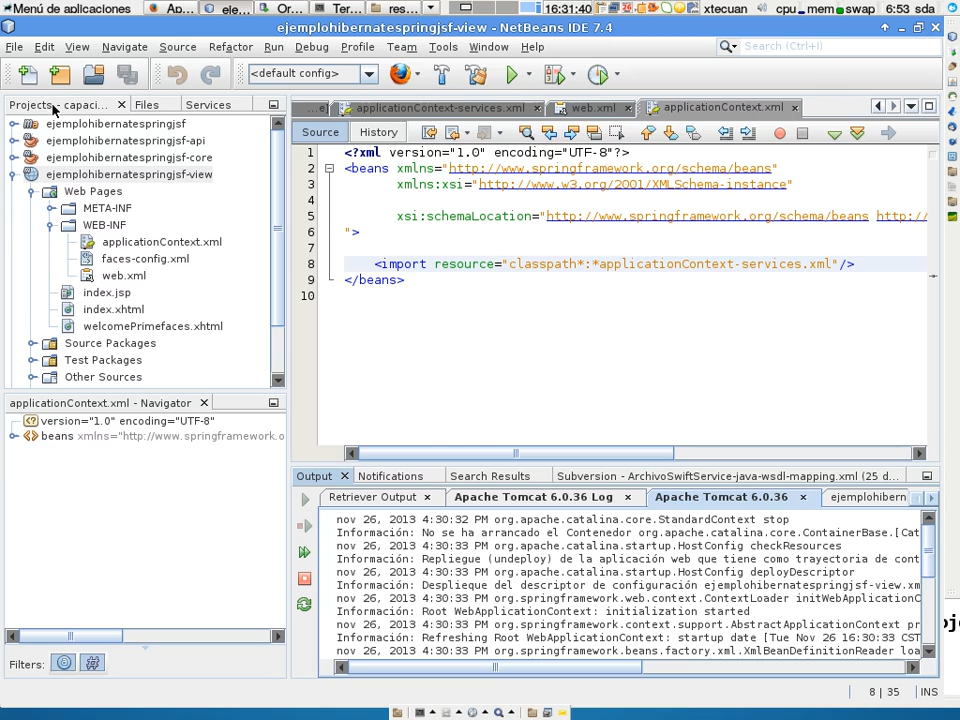 Menú de aplicaciones
Ap...
ele...
Or...
Ter...
res...
16:31:40
xtecuan
cpu
mem
swap
6:53
sda
ejemplohibernatespringjsf-view - NetBeans IDE 7.4
File Edit View Navigate Source Refactor Run Debug Profile Team Tools Window Help
Search (Ctrl+I)
<default config>
Projects - capaci...
Files
Services
...e]
applicationContext-services.xml
web.xml
applicationContext.xml
Source
History
ejemplohibernatespringjsf
ejemplohibernatespringjsf-api
ejemplohibernatespringjsf-core
ejemplohibernatespringjsf-view
Web Pages
META-INF
WEB-INF
applicationContext.xml
faces-config.xml
web.xml
index.jsp
index.xhtml
welcomePrimefaces.xhtml
Source Packages
Test Packages
Other Sources
1 <?xml version="1.0" encoding="UTF-8"?>
2 <beans xmlns="http://www.springframework.org/schema/beans"
3 xmlns:xsi="http://www.w3.org/2001/XMLSchema-instance"
4
5 xsi:schemaLocation="http://www.springframework.org/schema/beans http://
6 ">
7
8 <import resource="classpath*:*applicationContext-services.xml"/>
9 </beans>
10
applicationContext.xml - Navigator
version="1.0" encoding="UTF-8"
beans xmlns="http://www.springframework.o
Filters:
Output
Notifications
Search Results
Subversion - ArchivoSwiftService-java-wsdl-mapping.xml (25 d...
Retriever Output
Apache Tomcat 6.0.36 Log
Apache Tomcat 6.0.36
ejemplohibern
nov 26, 2013 4:30:32 PM org.apache.catalina.core.StandardContext stop
Información: No se ha arrancado el Contenedor org.apache.catalina.core.ContainerBase.[Cat
nov 26, 2013 4:30:33 PM org.apache.catalina.startup.HostConfig checkResources
Información: Repliegue (undeploy) de la aplicación web que tiene como trayectoria de cont
nov 26, 2013 4:30:33 PM org.apache.catalina.startup.HostConfig deployDescriptor
Información: Despliegue del descriptor de configuración ejemplohibernatespringjsf-view.xm
nov 26, 2013 4:30:33 PM org.springframework.web.context.ContextLoader initWebApplicationC
Información: Root WebApplicationContext: initialization started
nov 26, 2013 4:30:33 PM org.springframework.context.support.AbstractApplicationContext pr
Información: Refreshing Root WebApplicationContext: startup date [Tue Nov 26 16:30:33 CST
nov 26, 2013 4:30:33 PM org.springframework.beans.factory.xml.XmlBeanDefinitionReader loa
8 | 35
INS